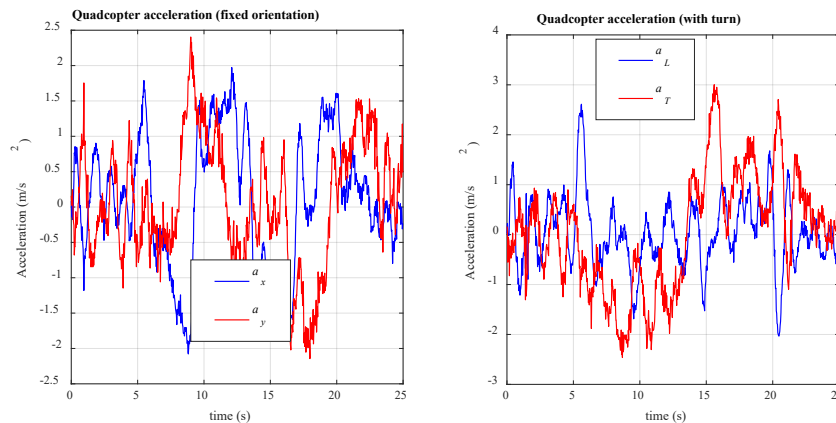 Quadcopter acceleration (fixed orientation)
2.5
2
1.5
1
0.5
0
-0.5
-1
-1.5
-2
-2.5
Acceleration (m/s 2 )
a x
a y
0 5 10 15 20 25
time (s)
Quadcopter acceleration (with turn)
4
3
2
1
0
-1
-2
-3
Acceleration (m/s 2 )
a L
a T
0 5 10 15 20 25
time (s)